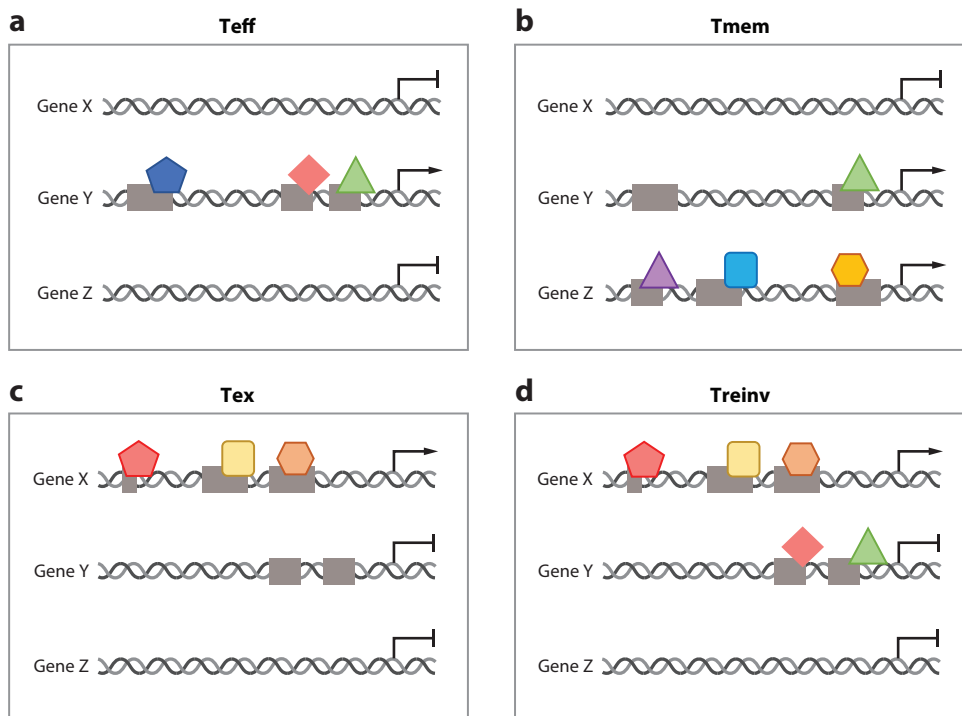 a
Teff
Gene X
Gene Y
Gene Z
b
Tmem
Gene X
Gene Y
Gene Z
c
Tex
Gene X
Gene Y
Gene Z
d
Treinv
Gene X
Gene Y
Gene Z